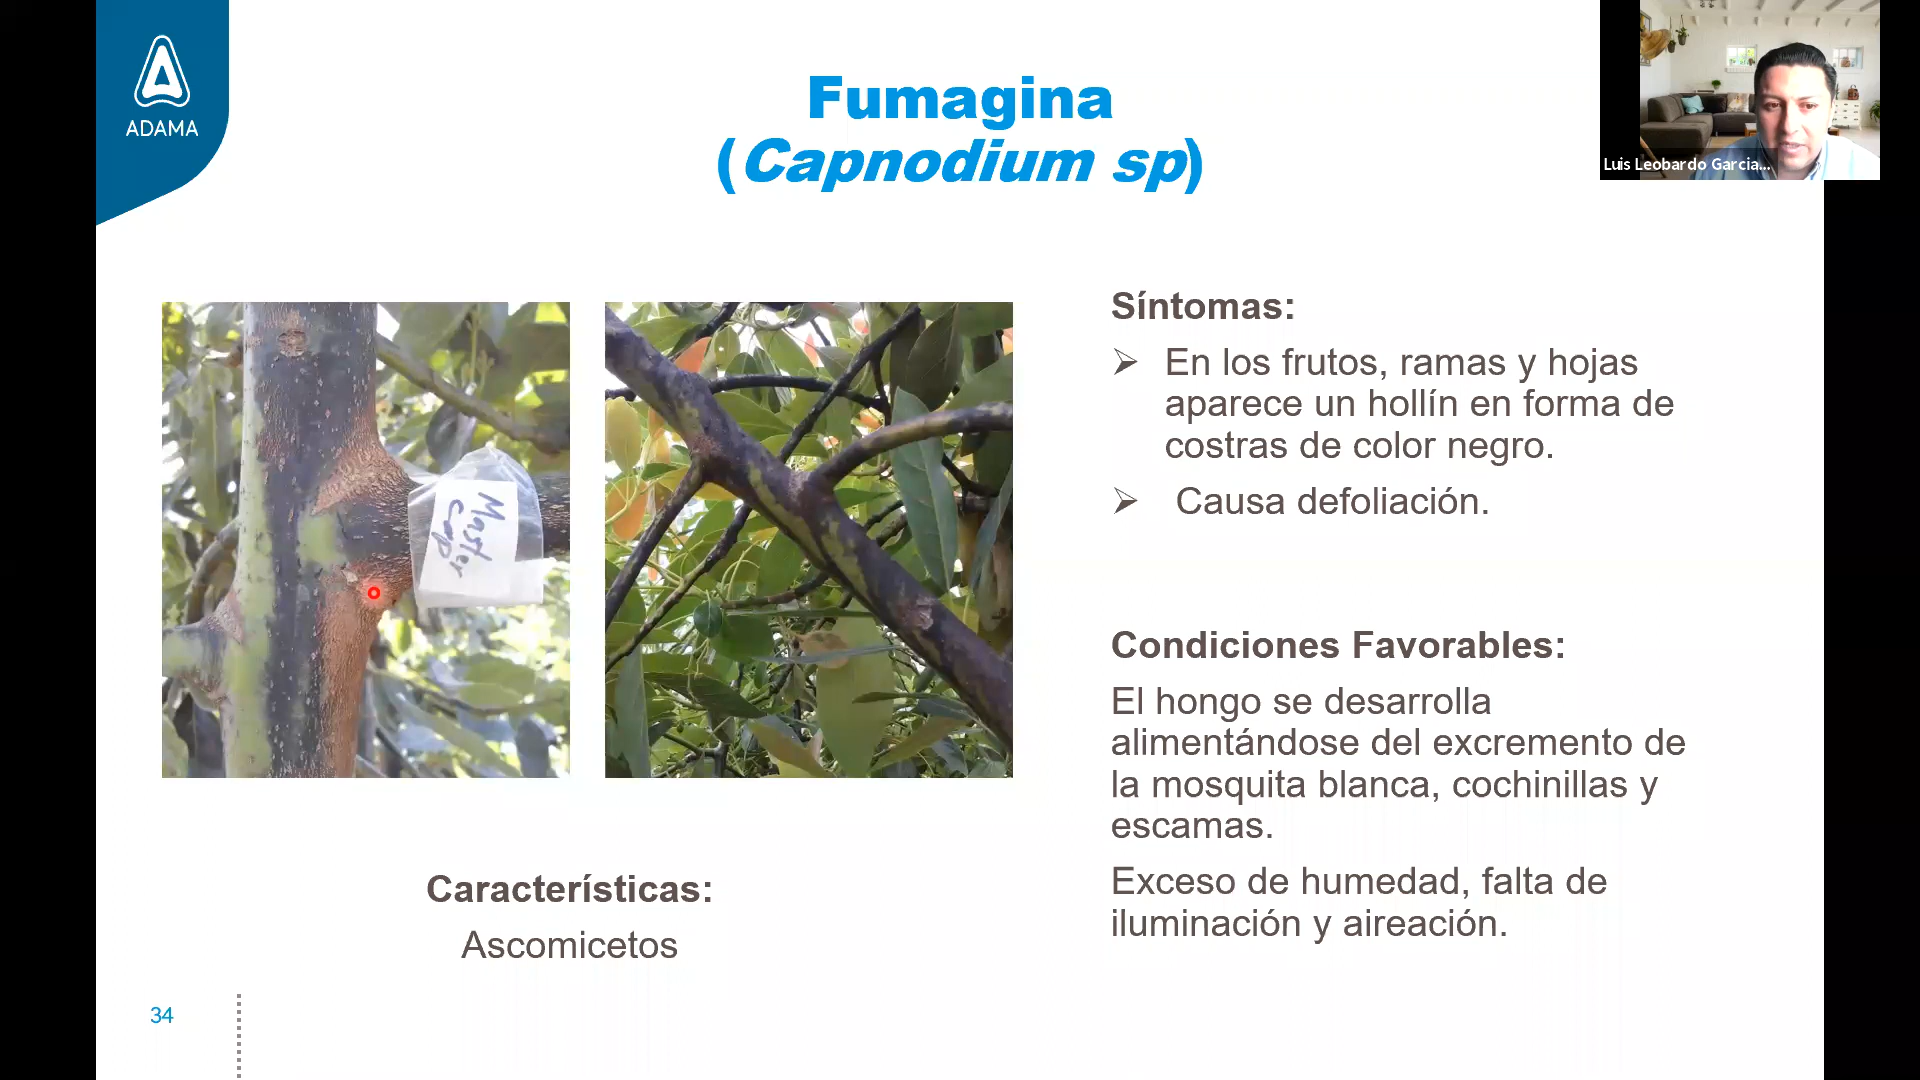 ADAMA
Fumagina
(Capnodium sp)
Luis Leobardo Garcia...
Master
cap
Síntomas:
➢ En los frutos, ramas y hojas
aparece un hollín en forma de
costras de color negro.
➢ Causa defoliación.
Condiciones Favorables:
El hongo se desarrolla
alimentándose del excremento de
la mosquita blanca, cochinillas y
escamas.
Exceso de humedad, falta de
iluminación y aireación.
Características:
Ascomicetos
34